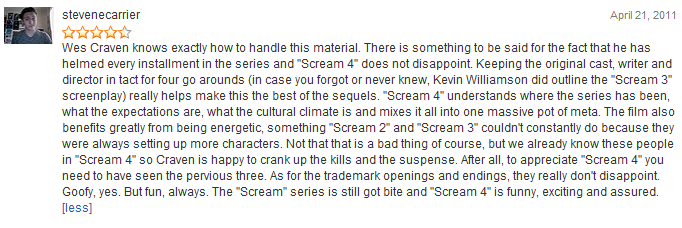 stevenecarrier
April 21, 2011
Wes Craven knows exactly how to handle this material. There is something to be said for the fact that he has
helmed every installment in the series and "Scream 4" does not disappoint. Keeping the original cast, writer and
director in tact for four go arounds (in case you forgot or never knew, Kevin Williamson did outline the "Scream 3"
screenplay) really helps make this the best of the sequels. "Scream 4" understands where the series has been,
what the expectations are, what the cultural climate is and mixes it all into one massive pot of meta. The film also
benefits greatly from being energetic, something "Scream 2" and "Scream 3" couldn't constantly do because they
were always setting up more characters. Not that that is a bad thing of course, but we already know these people
in "Scream 4" so Craven is happy to crank up the kills and the suspense. After all, to appreciate "Scream 4" you
need to have seen the pervious three. As for the trademark openings and endings, they really don't disappoint.
Goofy, yes. But fun, always. The "Scream" series is still got bite and "Scream 4" is funny, exciting and assured.
[less]